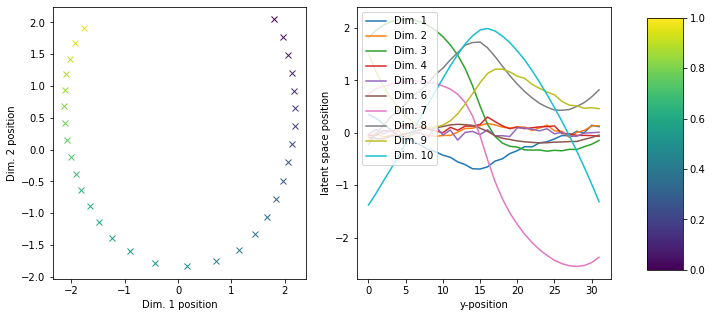 2.0
1.5
1.0
0.5
0.0
−0.5
−1.0
−1.5
−2.0
−2
−1
0
1
2
Dim. 1 position
Dim. 2 position
2
1
0
−1
−2
0
5
10
15
20
25
30
y-position
latent space position
Dim. 1
Dim. 2
Dim. 3
Dim. 4
Dim. 5
Dim. 6
Dim. 7
Dim. 8
Dim. 9
Dim. 10
1.0
0.8
0.6
0.4
0.2
0.0